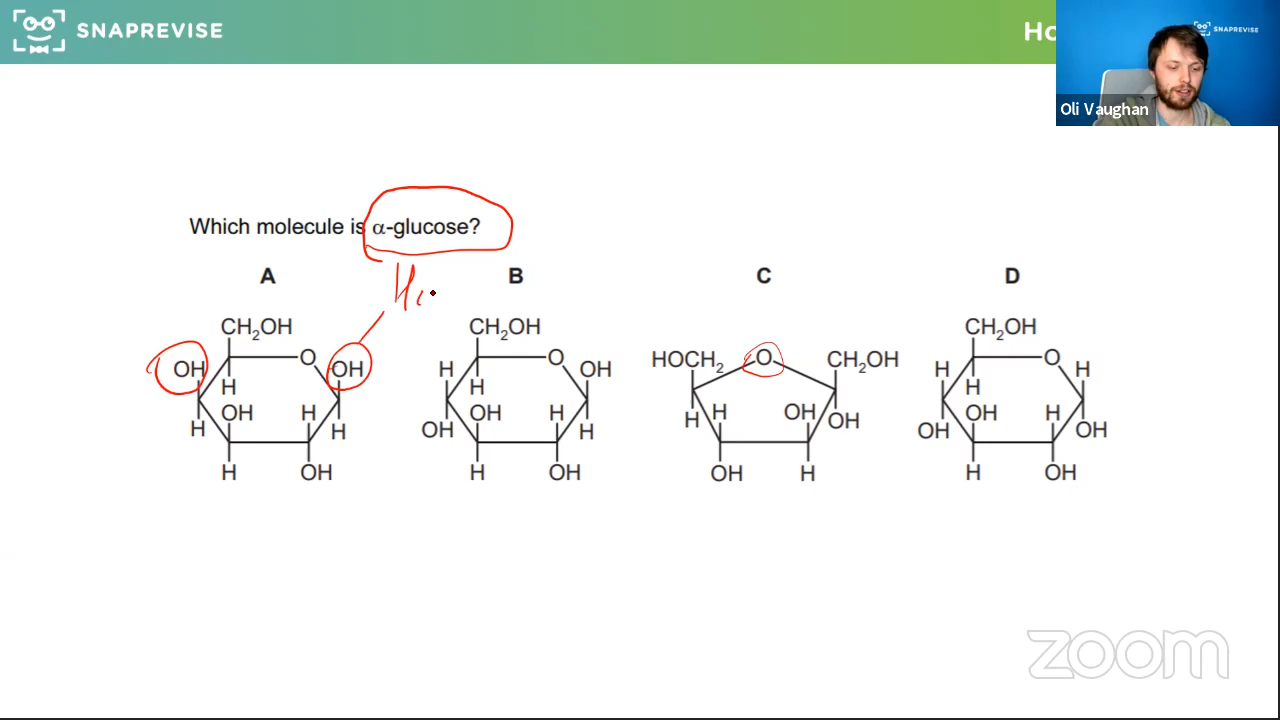 SNAPREVISE
Ho
SNAPREVISE
Oli Vaughan
Which molecule is α-glucose?
A B C D
CH₂OH CH₂OH CH₂OH
OH O OH H O OH HOCH₂ O CH₂OH H O H
H H H
OH H OH H H H OH OH OH H
H H OH H OH OH
H OH H OH OH H H OH
zoom